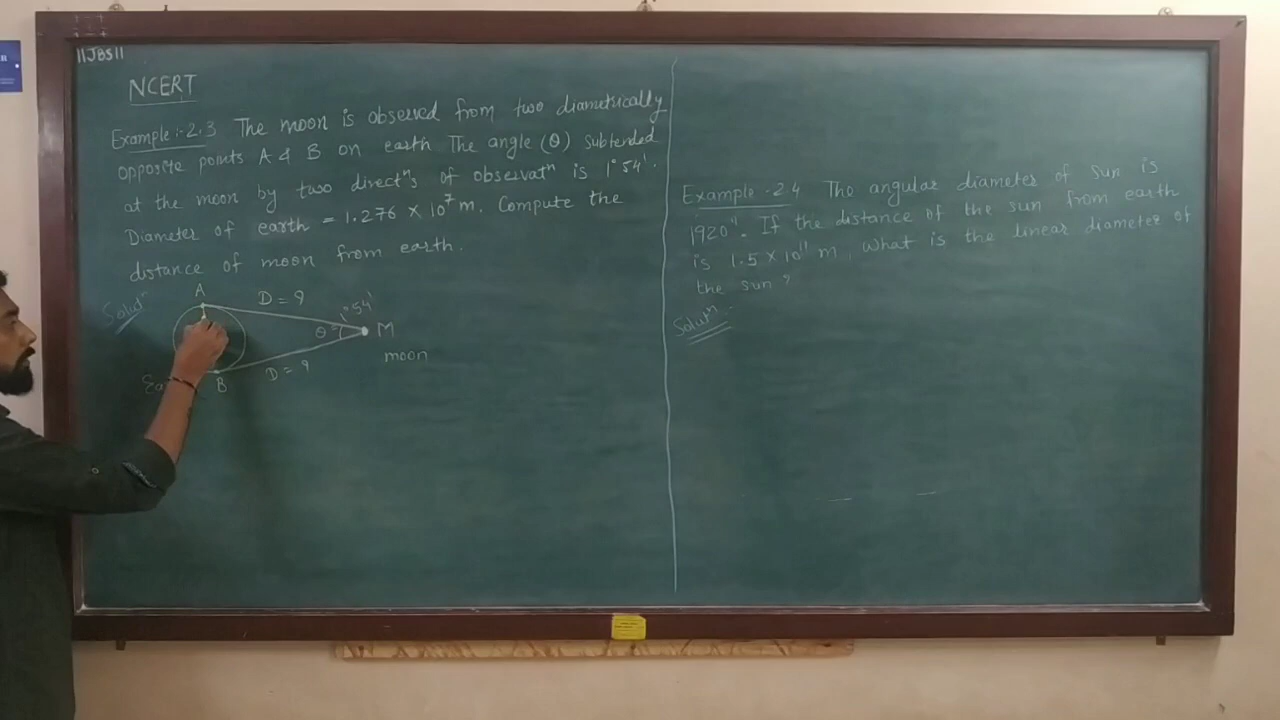 ||JBS||
NCERT
Example:-2.3 The moon is observed from two diametrically
opposite points A & B on earth The angle (θ) subtended
at the moon by two directⁿs of observatⁿ is 1°54'.
Diameter of earth = 1.276 × 10⁷ m. Compute the
distance of moon from earth.
Solutⁿ
A
D = ?
1°54'
θ =
M
moon
D = ?
B
Ea
Example -2.4 The angular diameter of sun is
1920". If the distance of the sun from earth
is 1.5 × 10¹¹ m, What is the linear diameter of
the sun ?
Solutⁿ :-